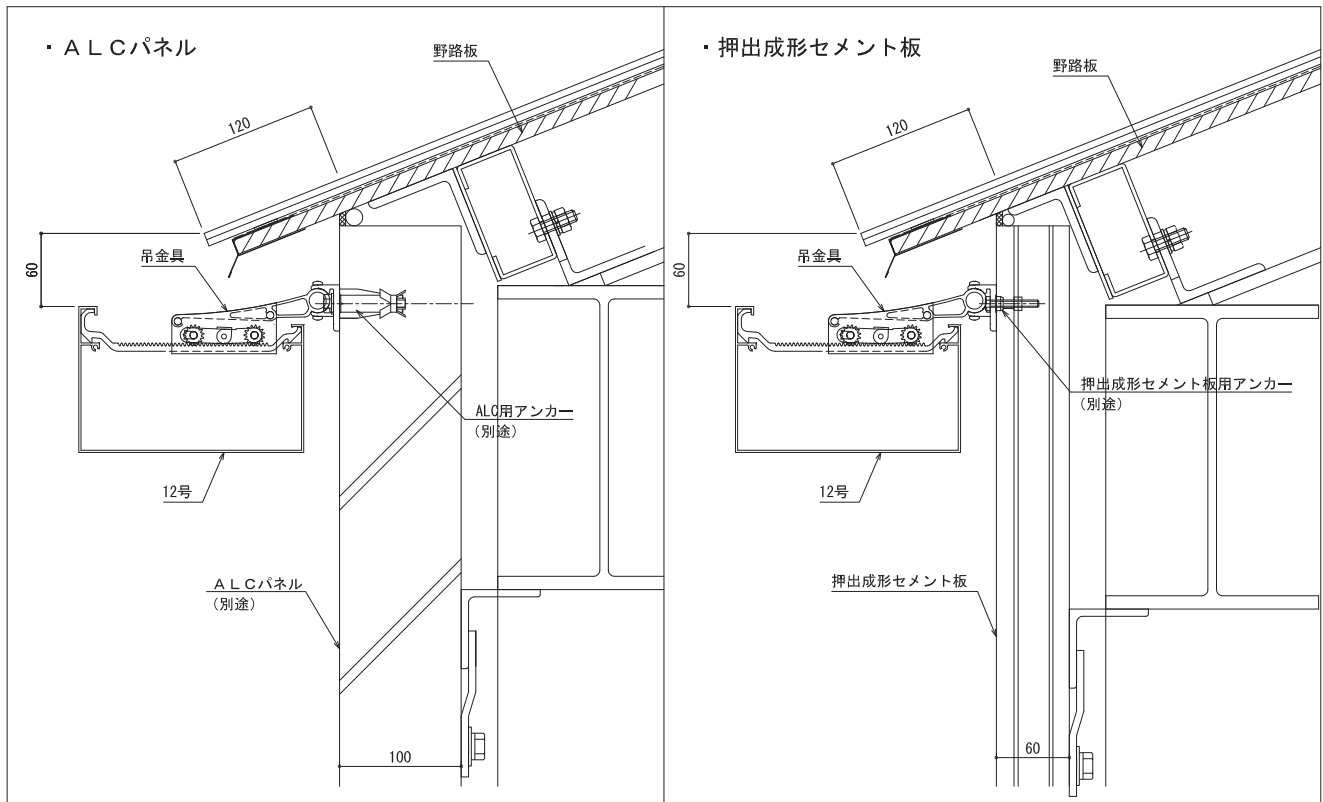 ・ＡＬＣパネル
野路板
120
60
吊金具
ALC用アンカー
(別途)
12号
ＡＬＣパネル
(別途)
100
・押出成形セメント板
野路板
120
60
吊金具
押出成形セメント板用アンカー
(別途)
12号
押出成形セメント板
60